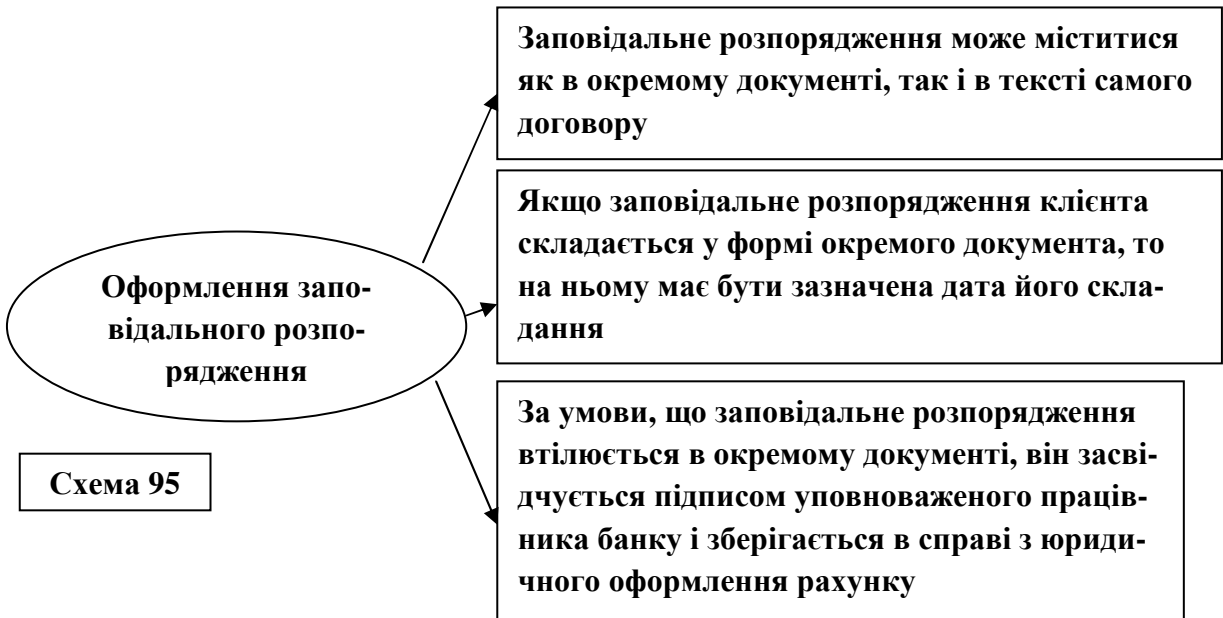 Заповідальне розпорядження може міститися
як в окремому документі, так і в тексті самого
договору
Якщо заповідальне розпорядження клієнта
складається у формі окремого документа, то
на ньому має бути зазначена дата його скла-
дання
Оформлення запо-
відального розпо-
рядження
За умови, що заповідальне розпорядження
втілюється в окремому документі, він засві-
дчується підписом уповноваженого праців-
ника банку і зберігається в справі з юриди-
чного оформлення рахунку
Схема 95